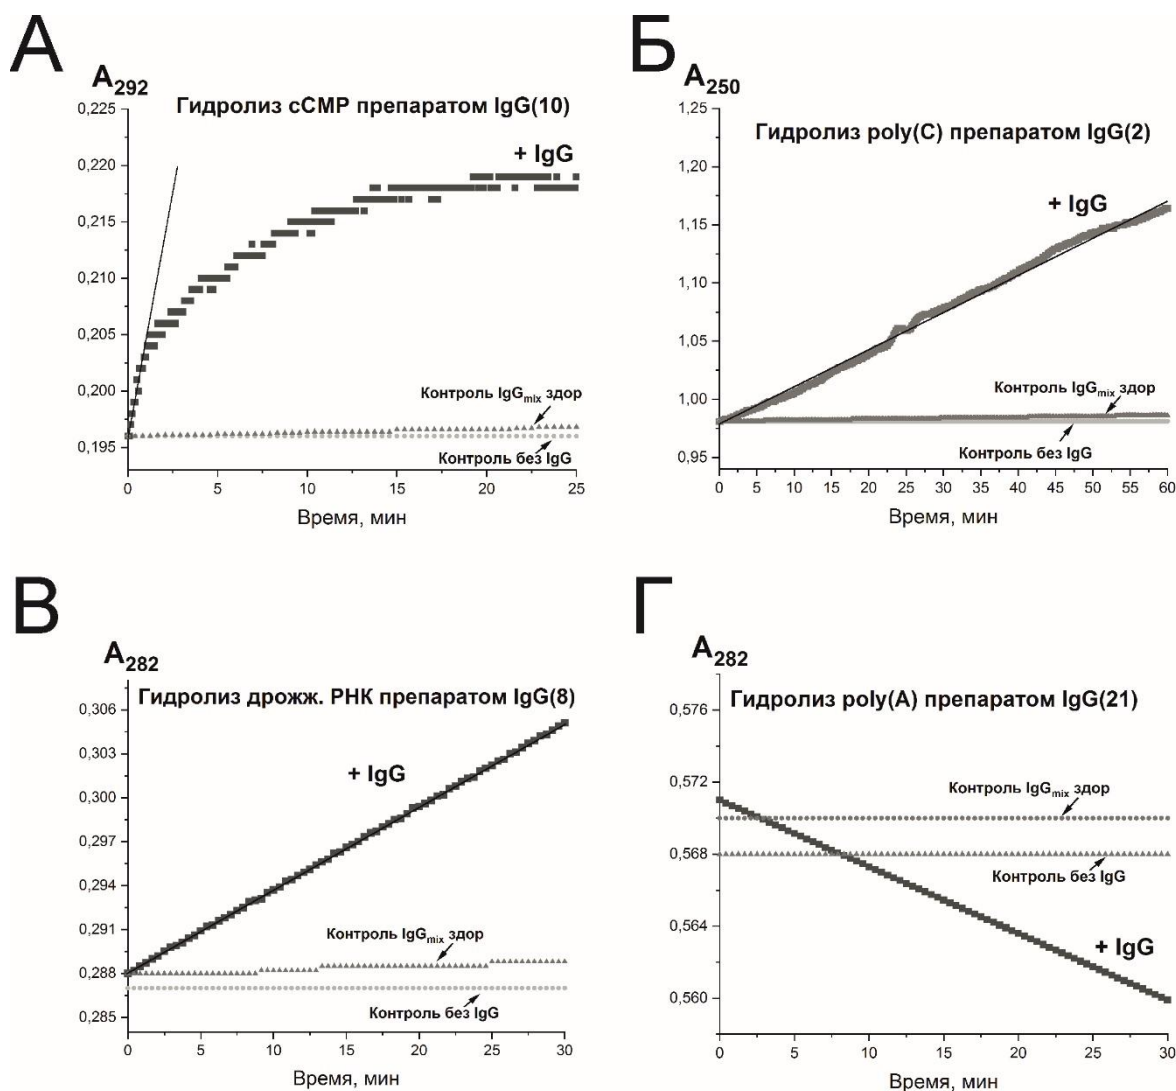 А
A292
Гидролиз cCMP препаратом IgG(10)
+ IgG
0,225
0,220
0,215
0,210
0,205
0,200
0,195
Контроль IgGmix здор
Контроль без IgG
0 5 10 15 20 25
Время, мин
Б
A250
Гидролиз poly(C) препаратом IgG(2)
+ IgG
1,25
1,20
1,15
1,10
1,05
1,00
0,95
Контроль IgGmix здор
Контроль без IgG
0 5 10 15 20 25 30 35 40 45 50 55 60
Время, мин
В
A282
Гидролиз дрожж. РНК препаратом IgG(8)
+ IgG
0,306
0,303
0,300
0,297
0,294
0,291
0,288
0,285
Контроль IgGmix здор
Контроль без IgG
0 5 10 15 20 25 30
Время, мин
Г
A282
Гидролиз poly(A) препаратом IgG(21)
0,576
0,572
0,568
0,564
0,560
Контроль IgGmix здор
Контроль без IgG
+ IgG
0 5 10 15 20 25 30
Время, мин